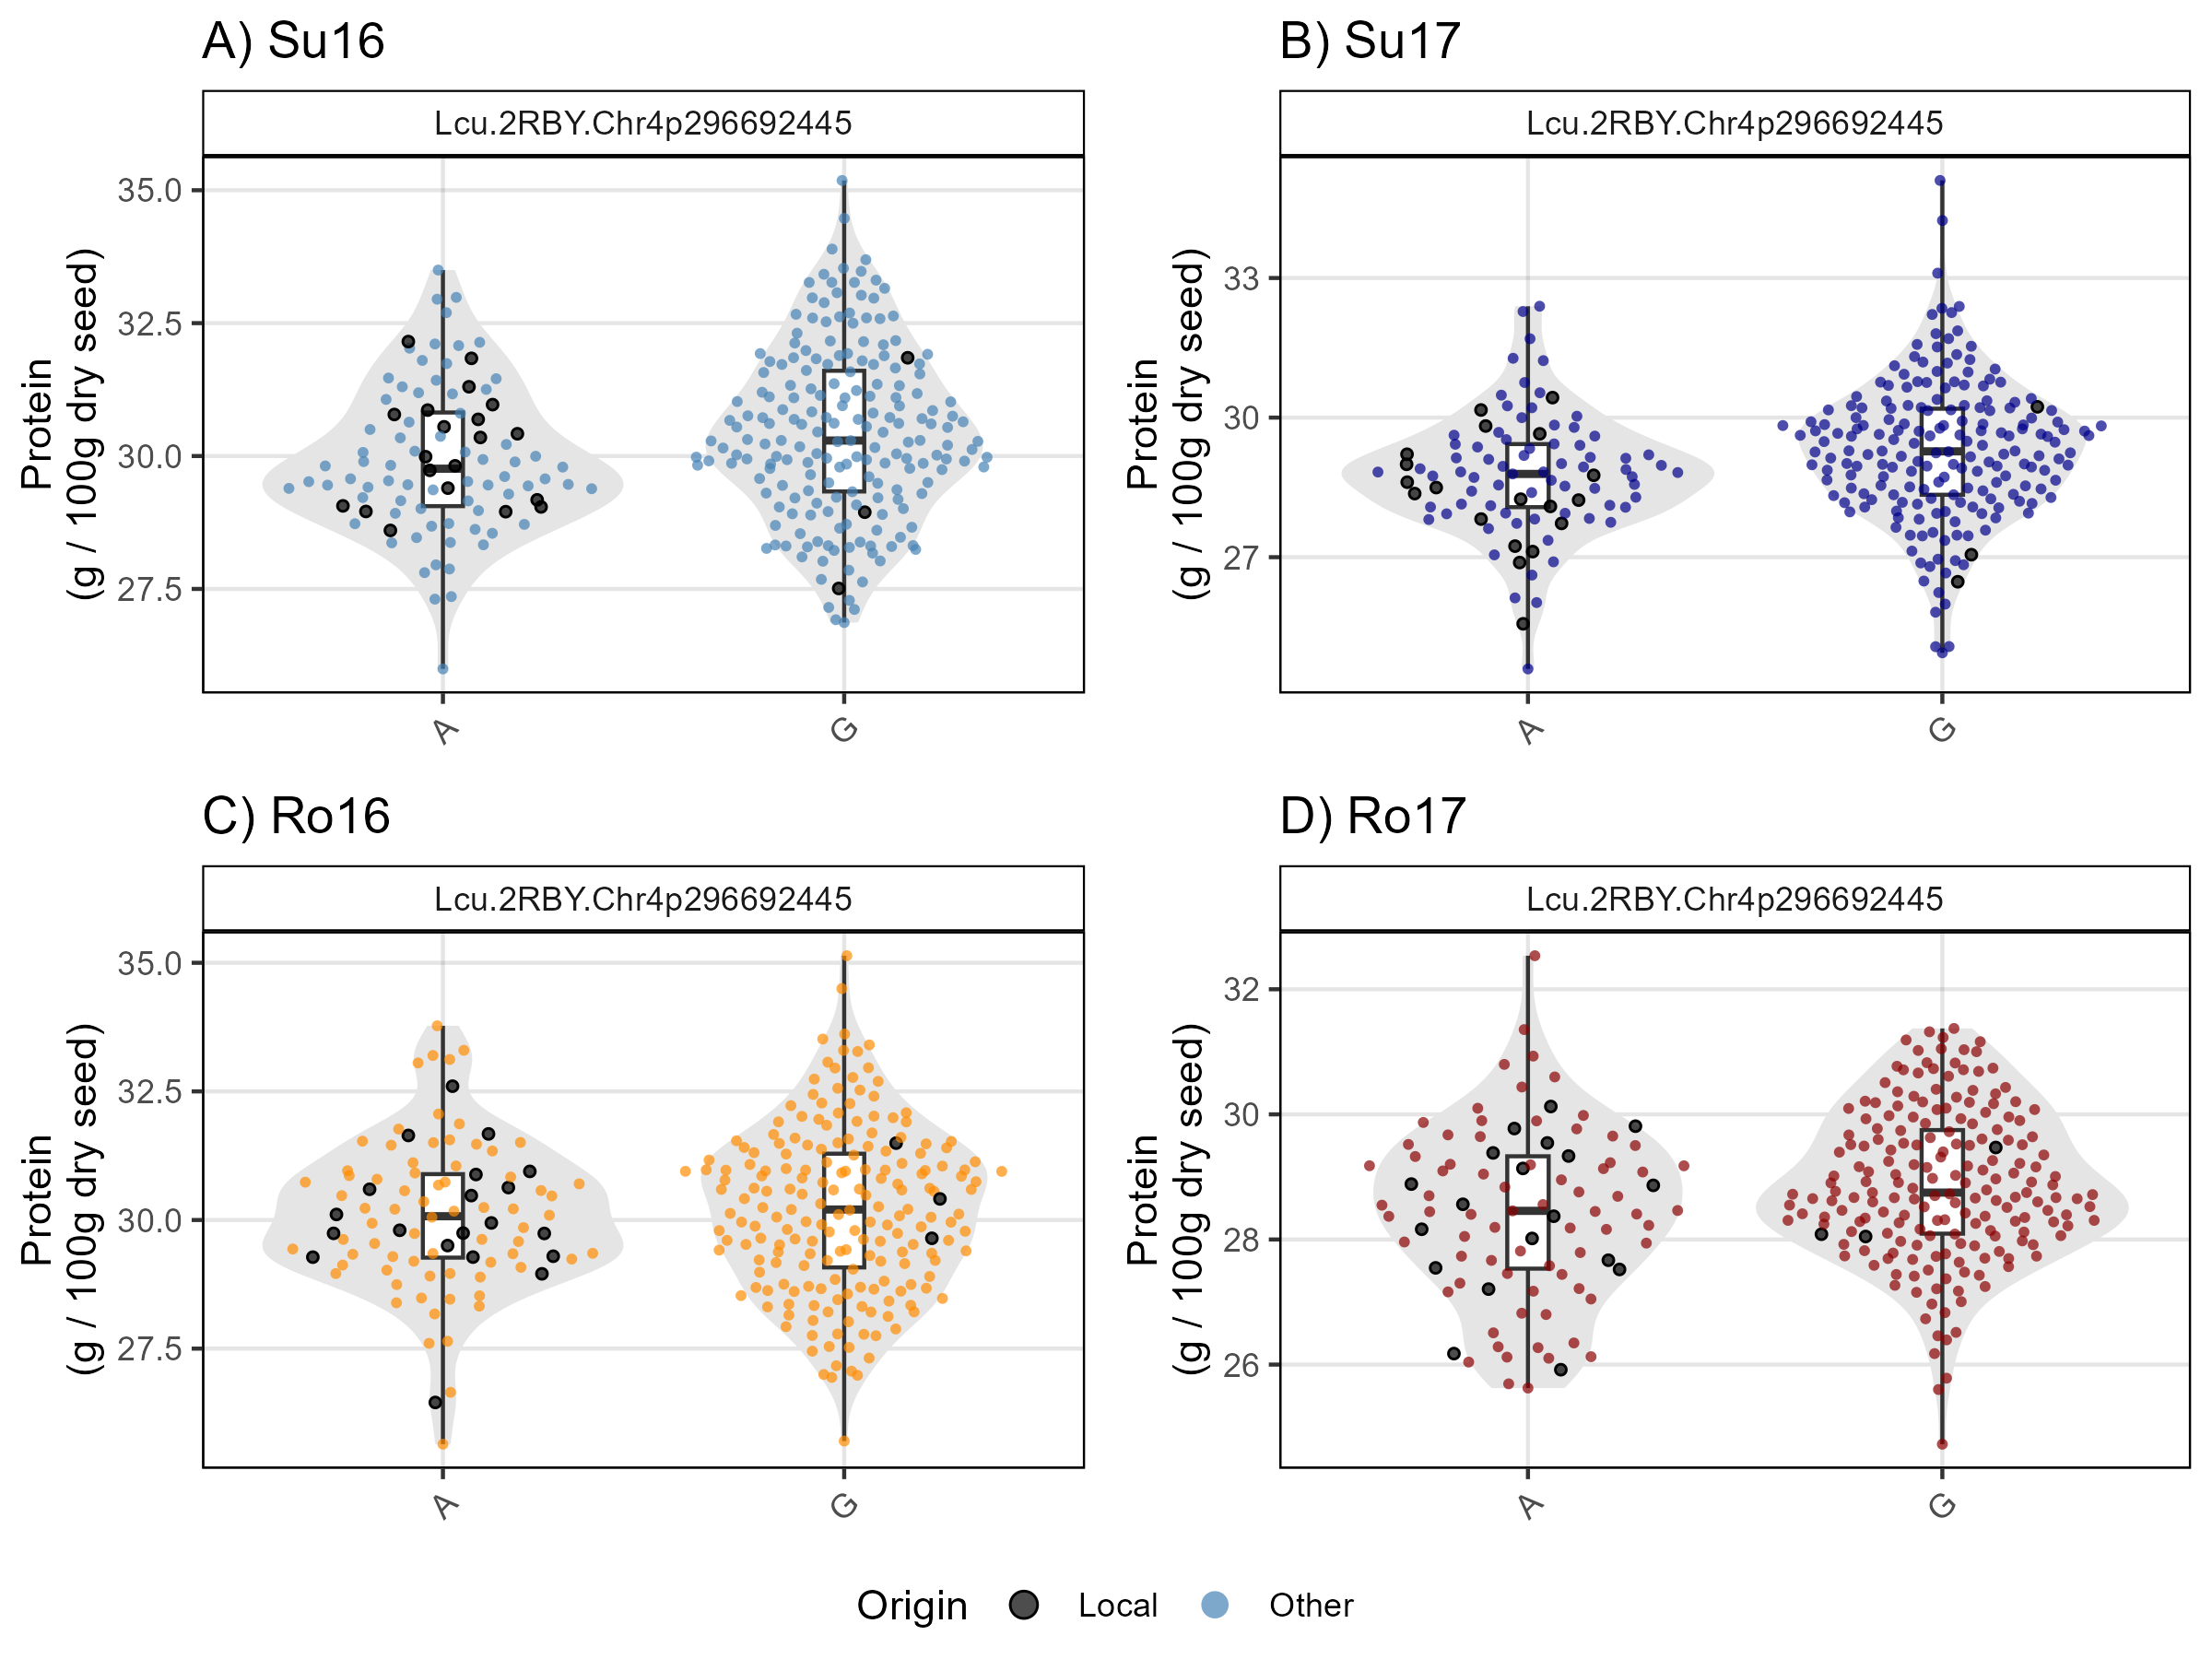 A) Su16
Lcu.2RBY.Chr4p296692445
Protein
(g / 100g dry seed)
35.0
32.5
30.0
27.5
A
G
B) Su17
Lcu.2RBY.Chr4p296692445
Protein
(g / 100g dry seed)
33
30
27
A
G
C) Ro16
Lcu.2RBY.Chr4p296692445
Protein
(g / 100g dry seed)
35.0
32.5
30.0
27.5
A
G
D) Ro17
Lcu.2RBY.Chr4p296692445
Protein
(g / 100g dry seed)
32
30
28
26
A
G
Origin Local Other